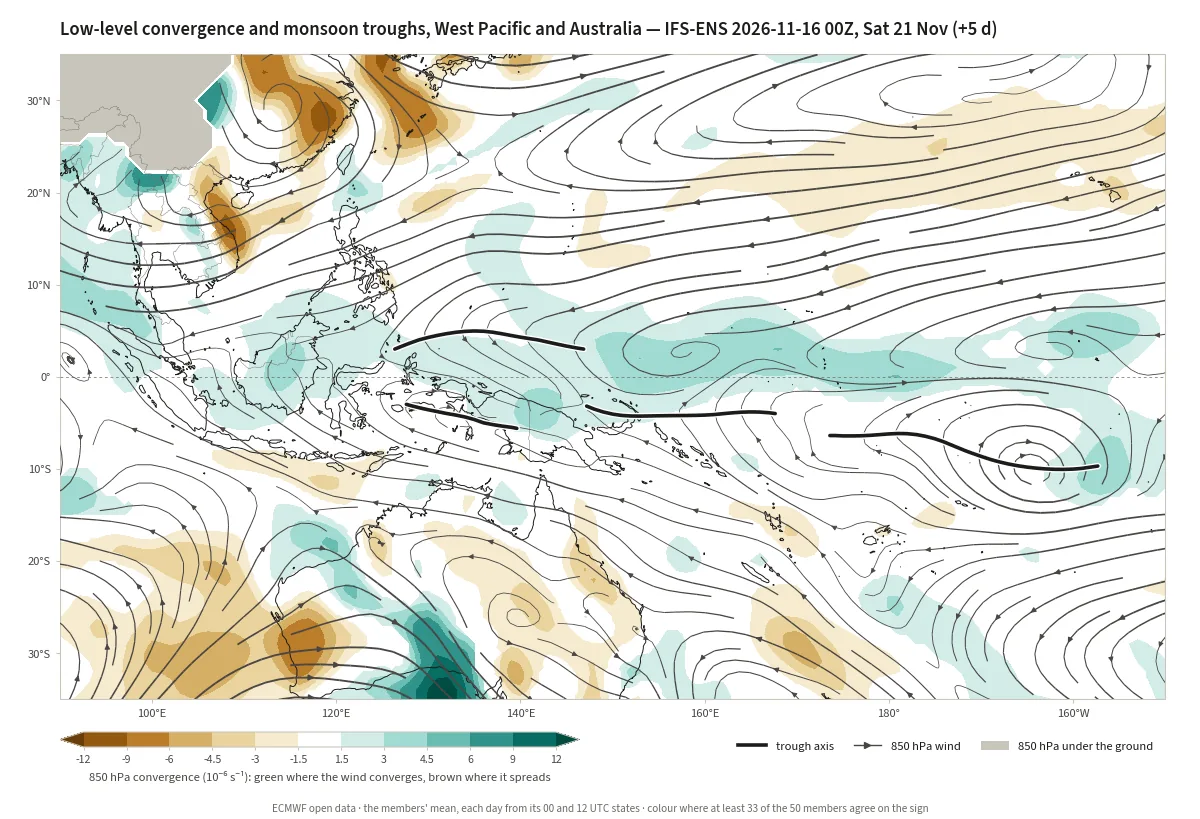 Low-level convergence and monsoon troughs, West Pacific and Australia — IFS-ENS 2026-11-16 00Z, Sat 21 Nov (+5 d)
30°N
20°N
10°N
0°
10°S
20°S
30°S
100°E 120°E 140°E 160°E 180° 160°W
-12 -9 -6 -4.5 -3 -1.5 1.5 3 4.5 6 9 12
850 hPa convergence (10⁻⁶ s⁻¹): green where the wind converges, brown where it spreads
trough axis 850 hPa wind 850 hPa under the ground
ECMWF open data · the members' mean, each day from its 00 and 12 UTC states · colour where at least 33 of the 50 members agree on the sign